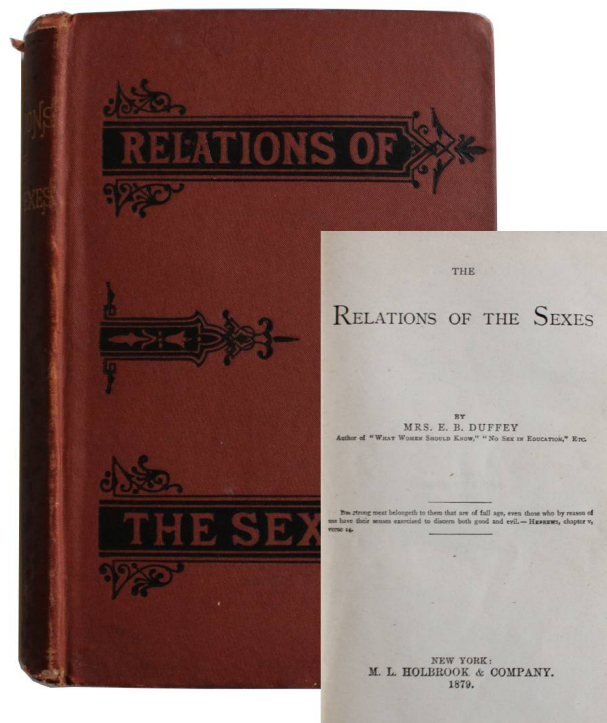 RELATIONS OF
THE SEX
THE
RELATIONS OF THE SEXES
BY
MRS. E. B. DUFFEY
Author of "WHAT WOMEN SHOULD KNOW," "NO SEX IN EDUCATION," ETC.
But strong meat belongeth to them that are of full age, even those who by reason of
use have their senses exercised to discern both good and evil.— HEBREWS, chapter v,
verse 14.
NEW YORK:
M. L. HOLBROOK & COMPANY.
1879.